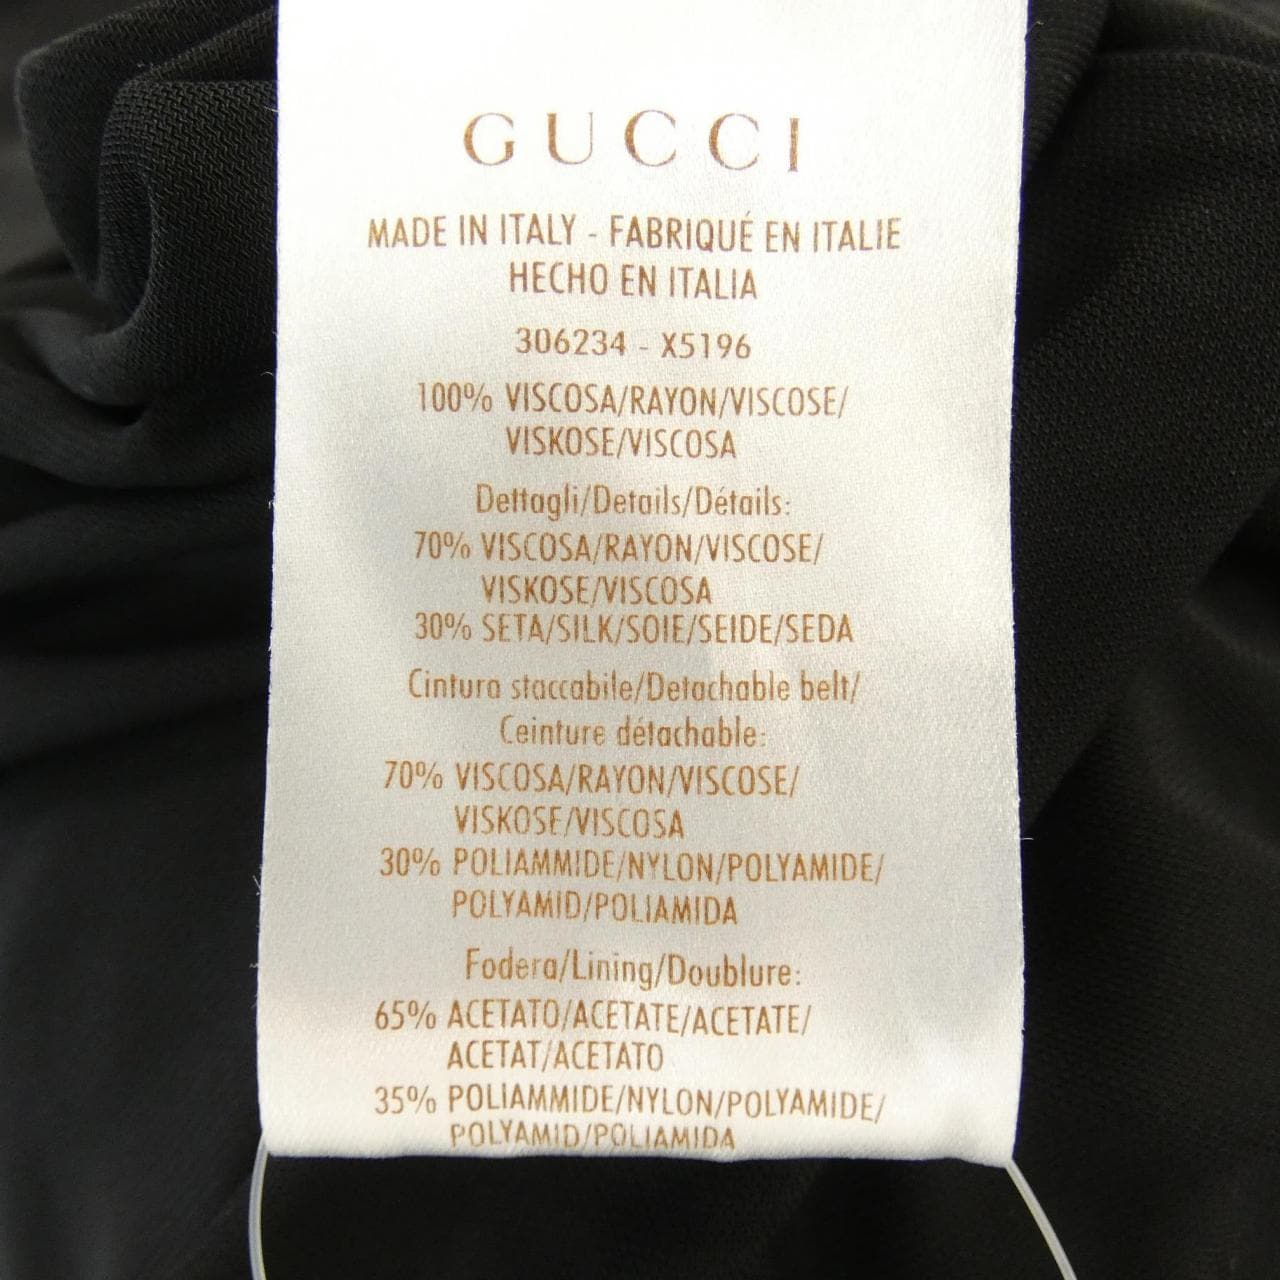 GUCCI
MADE IN ITALY - FABRIQUÉ EN ITALIE
HECHO EN ITALIA
306234 - X5196
100% VISCOSA/RAYON/VISCOSE/
VISKOSE/VISCOSA
Dettagli/Details/Détails:
70% VISCOSA/RAYON/VISCOSE/
VISKOSE/VISCOSA
30% SETA/SILK/SOIE/SEIDE/SEDA
Cintura staccabile/Detachable belt/
Ceinture détachable:
70% VISCOSA/RAYON/VISCOSE/
VISKOSE/VISCOSA
30% POLIAMMIDE/NYLON/POLYAMIDE/
POLYAMID/POLIAMIDA
Fodera/Lining/Doublure:
65% ACETATO/ACETATE/ACETATE/
ACETAT/ACETATO
35% POLIAMMIDE/NYLON/POLYAMIDE/
POLYAMID/POLIAMIDA